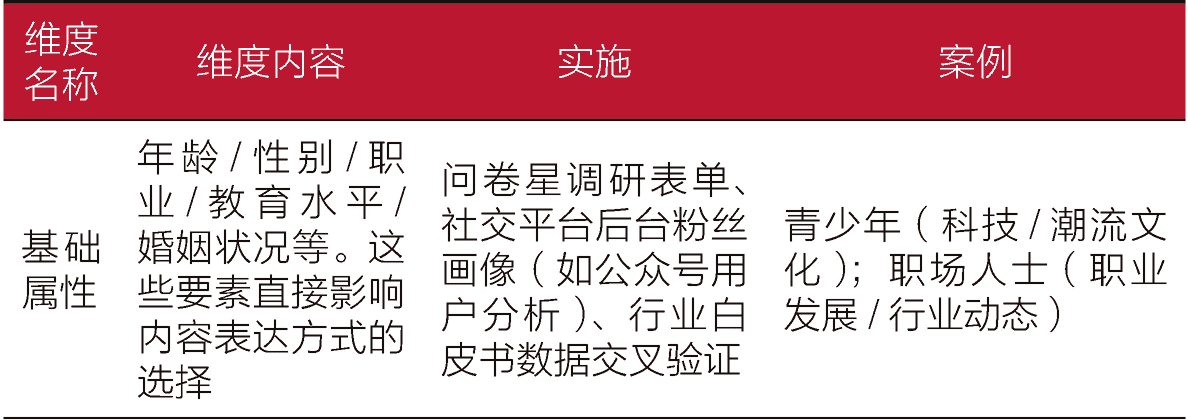 维度
名称
维度内容
实施
案例
基础
属性
年龄/性别/职
业/教育水平/
婚姻状况等。这
些要素直接影响
内容表达方式的
选择
问卷星调研表单、
社交平台后台粉丝
画像（如公众号用
户分析）、行业白
皮书数据交叉验证
青少年（科技/潮流文
化）；职场人士（职业
发展/行业动态）